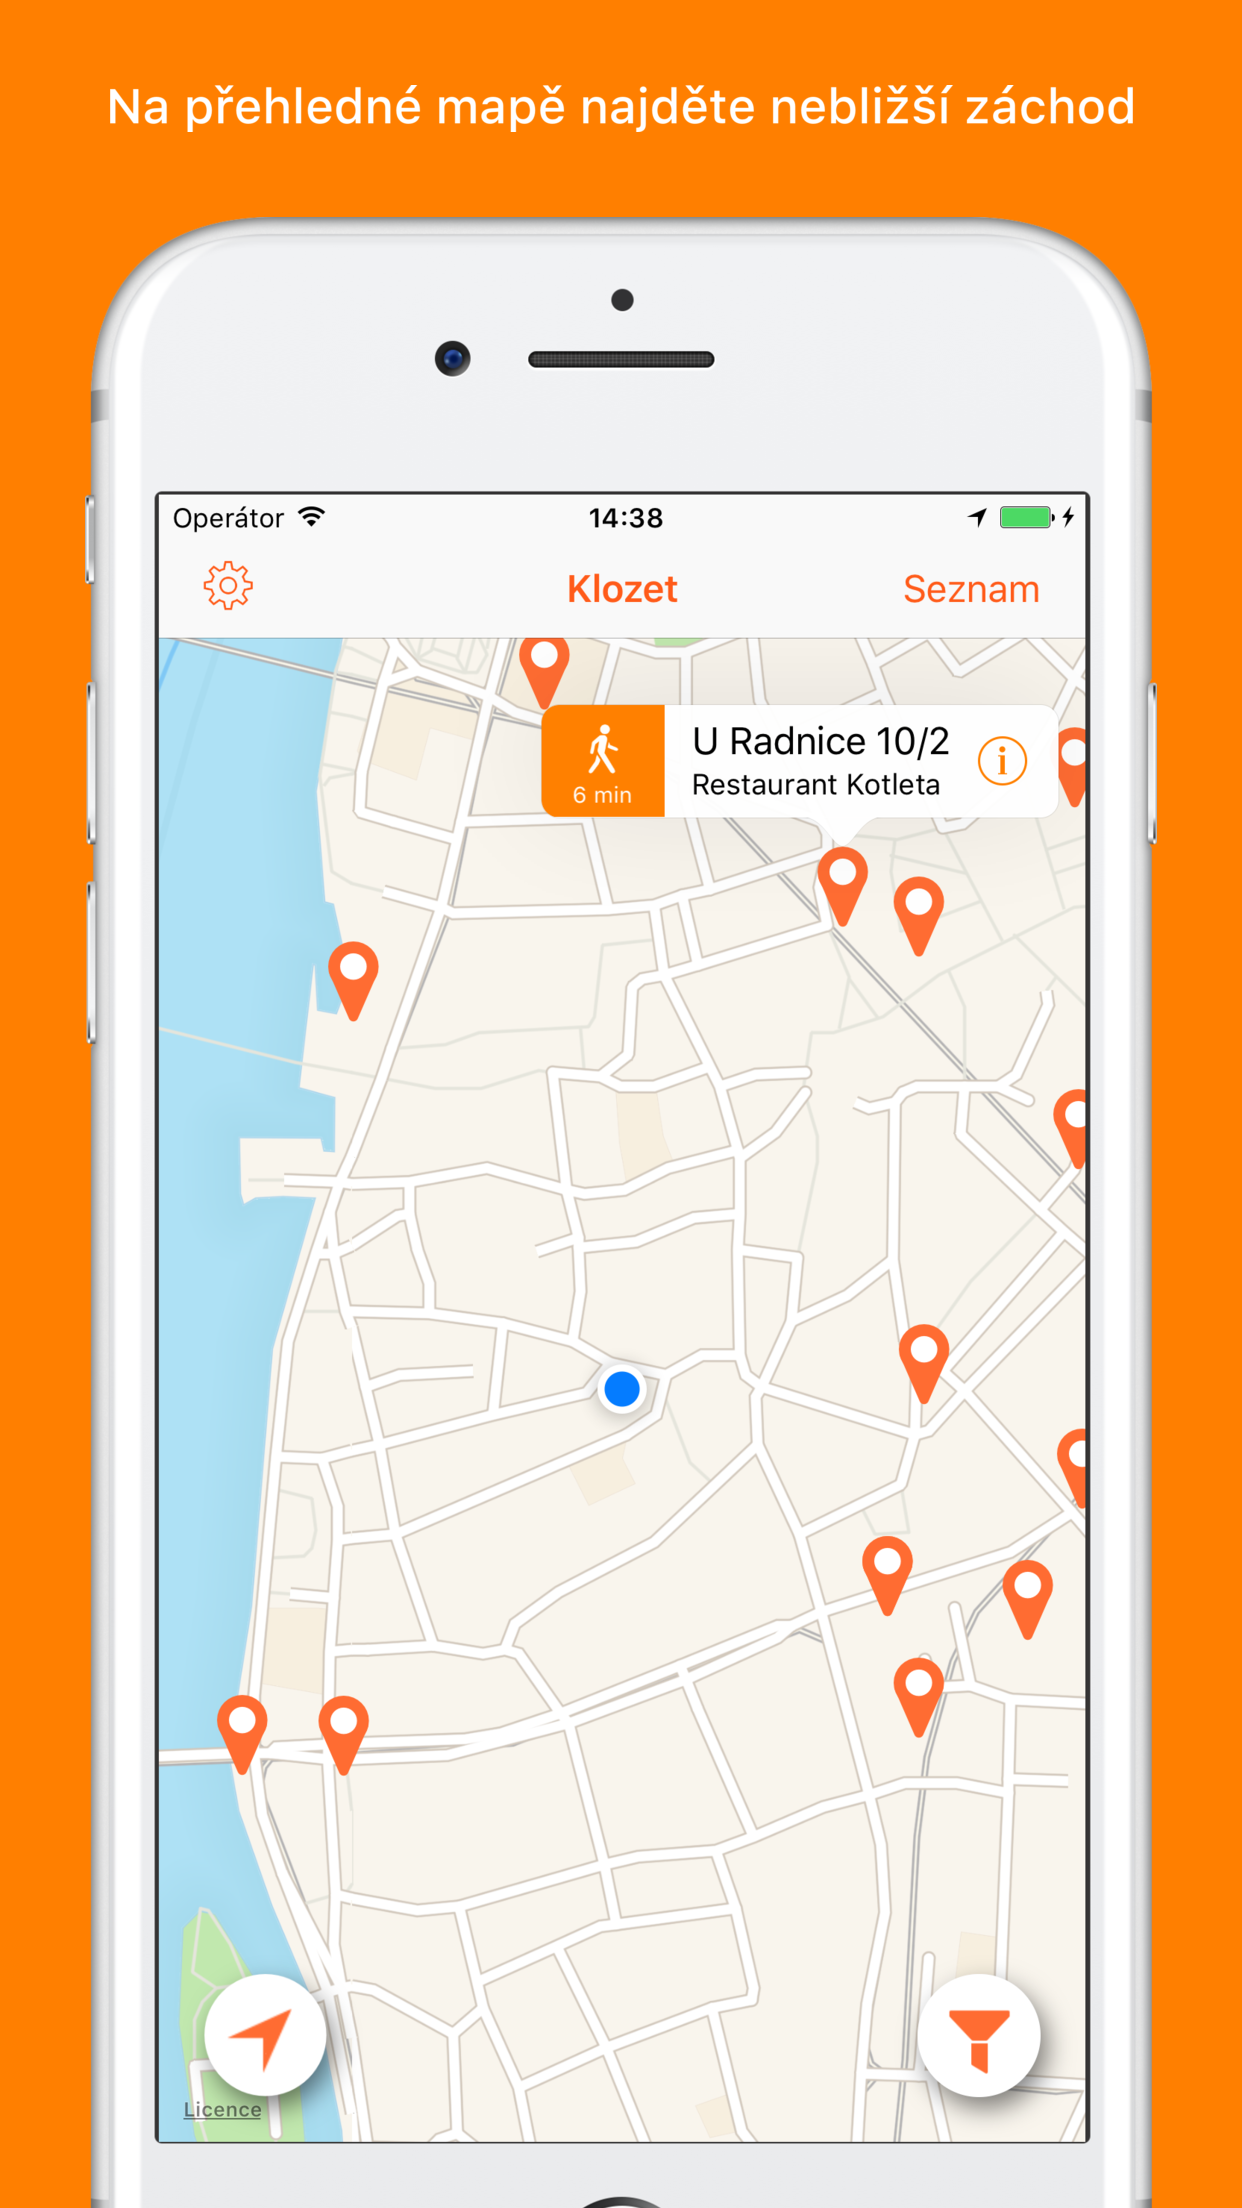 Na přehledné mapě najděte nebližší záchod
Operátor 14:38
Klozet Seznam
U Radnice 10/2
Restaurant Kotleta
6 min
Licence